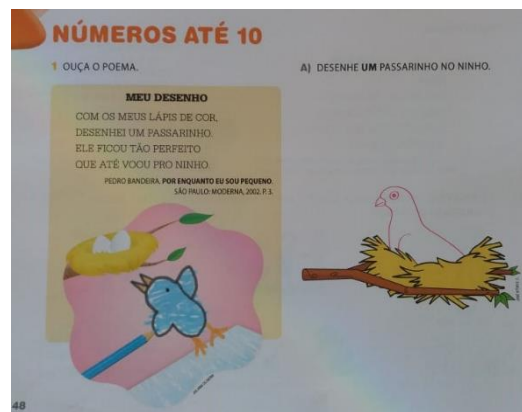 NÚMEROS ATÉ 10
1 OUÇA O POEMA.
MEU DESENHO
COM OS MEUS LÁPIS DE COR,
DESENHEI UM PASSARINHO.
ELE FICOU TÃO PERFEITO
QUE ATÉ VOOU PRO NINHO.
PEDRO BANDEIRA. POR ENQUANTO EU SOU PEQUENO.
SÃO PAULO: MODERNA, 2002. P. 3.
A) DESENHE UM PASSARINHO NO NINHO.
48